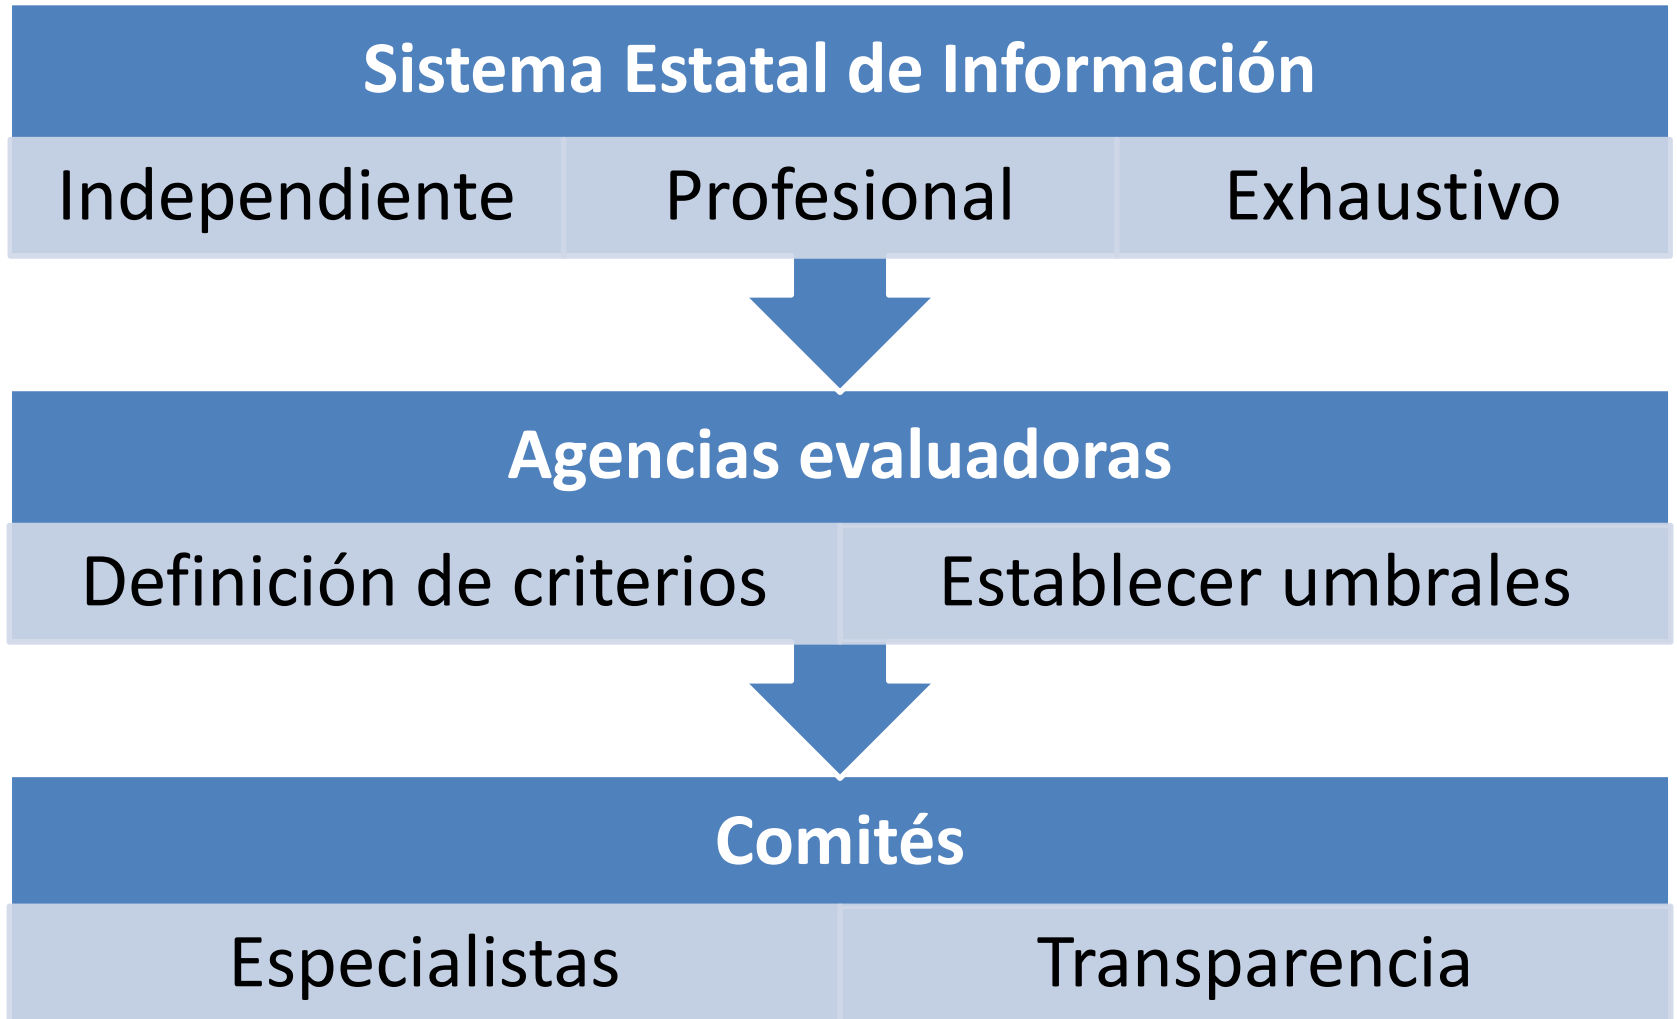 Sistema Estatal de Información
Independiente Profesional Exhaustivo
Agencias evaluadoras
Definición de criterios Establecer umbrales
Comités
Especialistas Transparencia